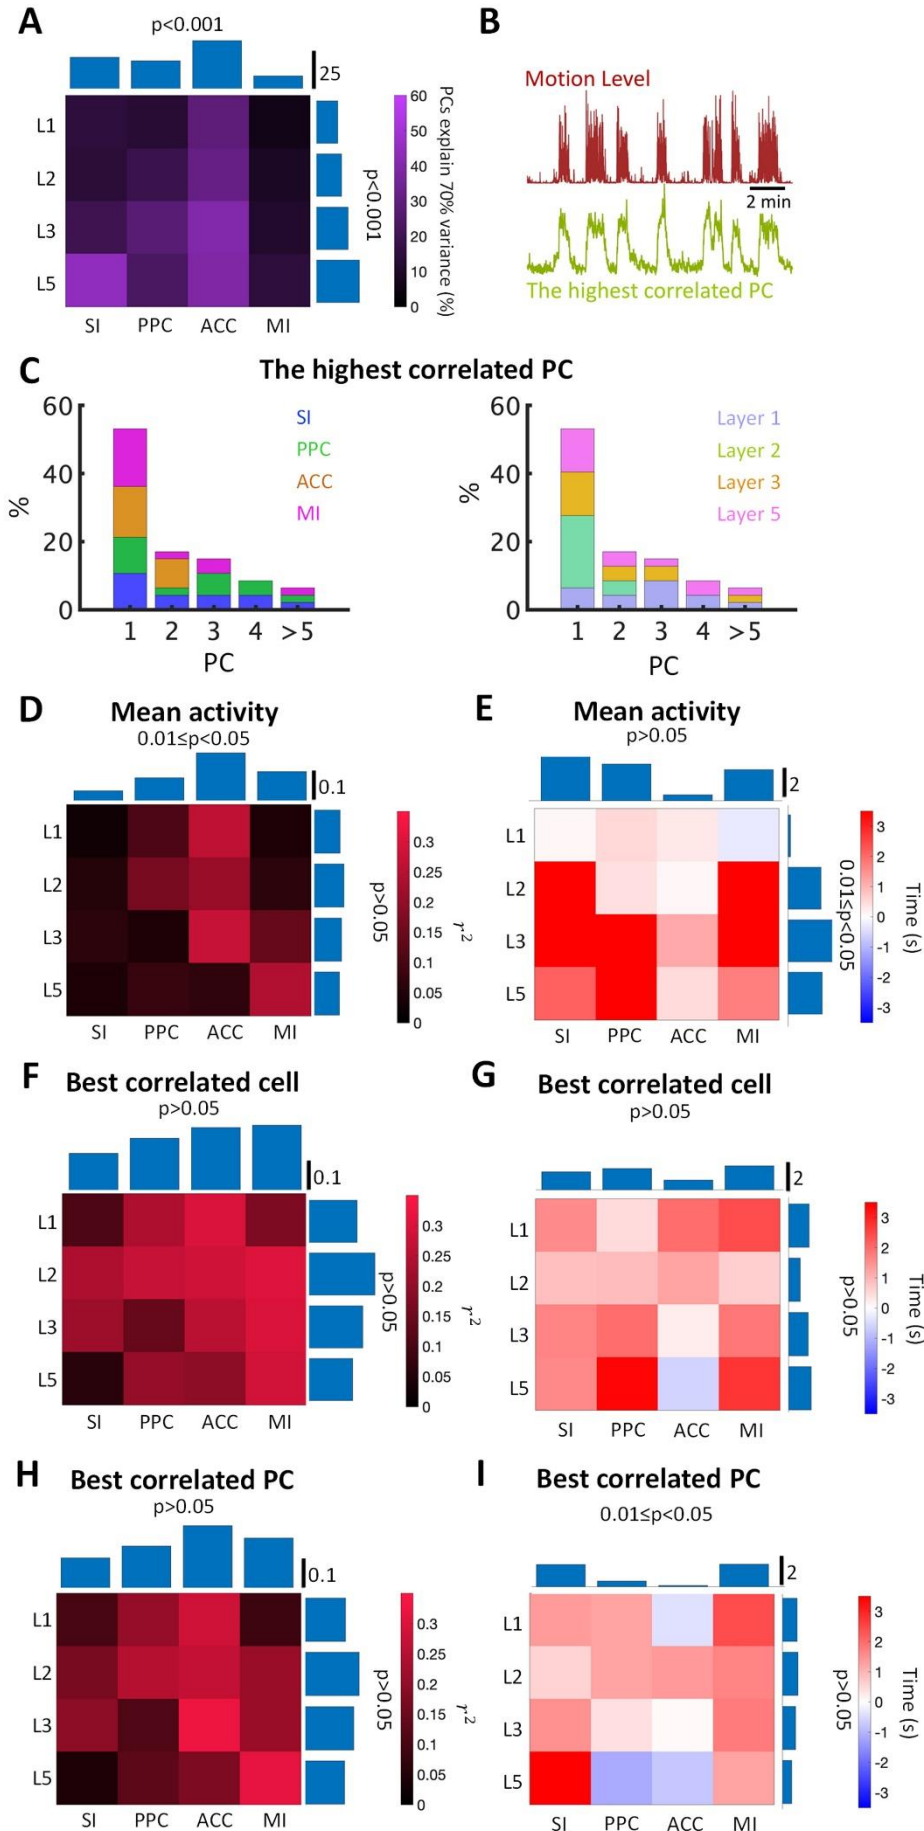 A
p<0.001
25
L1
L2
L3
L5
SI PPC ACC MI
p<0.001
60
50
40
30
20
10
0
PCs explain 70% variance (%)
B
Motion Level
2 min
The highest correlated PC
C The highest correlated PC
60
40
20
0
%
SI
PPC
ACC
MI
1 2 3 4 >5
PC
60
40
20
0
%
Layer 1
Layer 2
Layer 3
Layer 5
1 2 3 4 >5
PC
D Mean activity
0.01≤p<0.05
0.1
L1
L2
L3
L5
SI PPC ACC MI
p>0.05
0.3
0.25
0.2
0.15
0.1
0.05
0
r²
E Mean activity
p>0.05
2
L1
L2
L3
L5
SI PPC ACC MI
0.01≤p<0.05
3
2
1
0
-1
-2
-3
Time (s)
F Best correlated cell
p>0.05
0.1
L1
L2
L3
L5
SI PPC ACC MI
p>0.05
0.3
0.25
0.2
0.15
0.1
0.05
0
r²
G Best correlated cell
p>0.05
2
L1
L2
L3
L5
SI PPC ACC MI
p>0.05
3
2
1
0
-1
-2
-3
Time (s)
H Best correlated PC
p>0.05
0.1
L1
L2
L3
L5
SI PPC ACC MI
p>0.05
0.3
0.25
0.2
0.15
0.1
0.05
0
r²
I Best correlated PC
0.01≤p<0.05
2
L1
L2
L3
L5
SI PPC ACC MI
p>0.05
3
2
1
0
-1
-2
-3
Time (s)